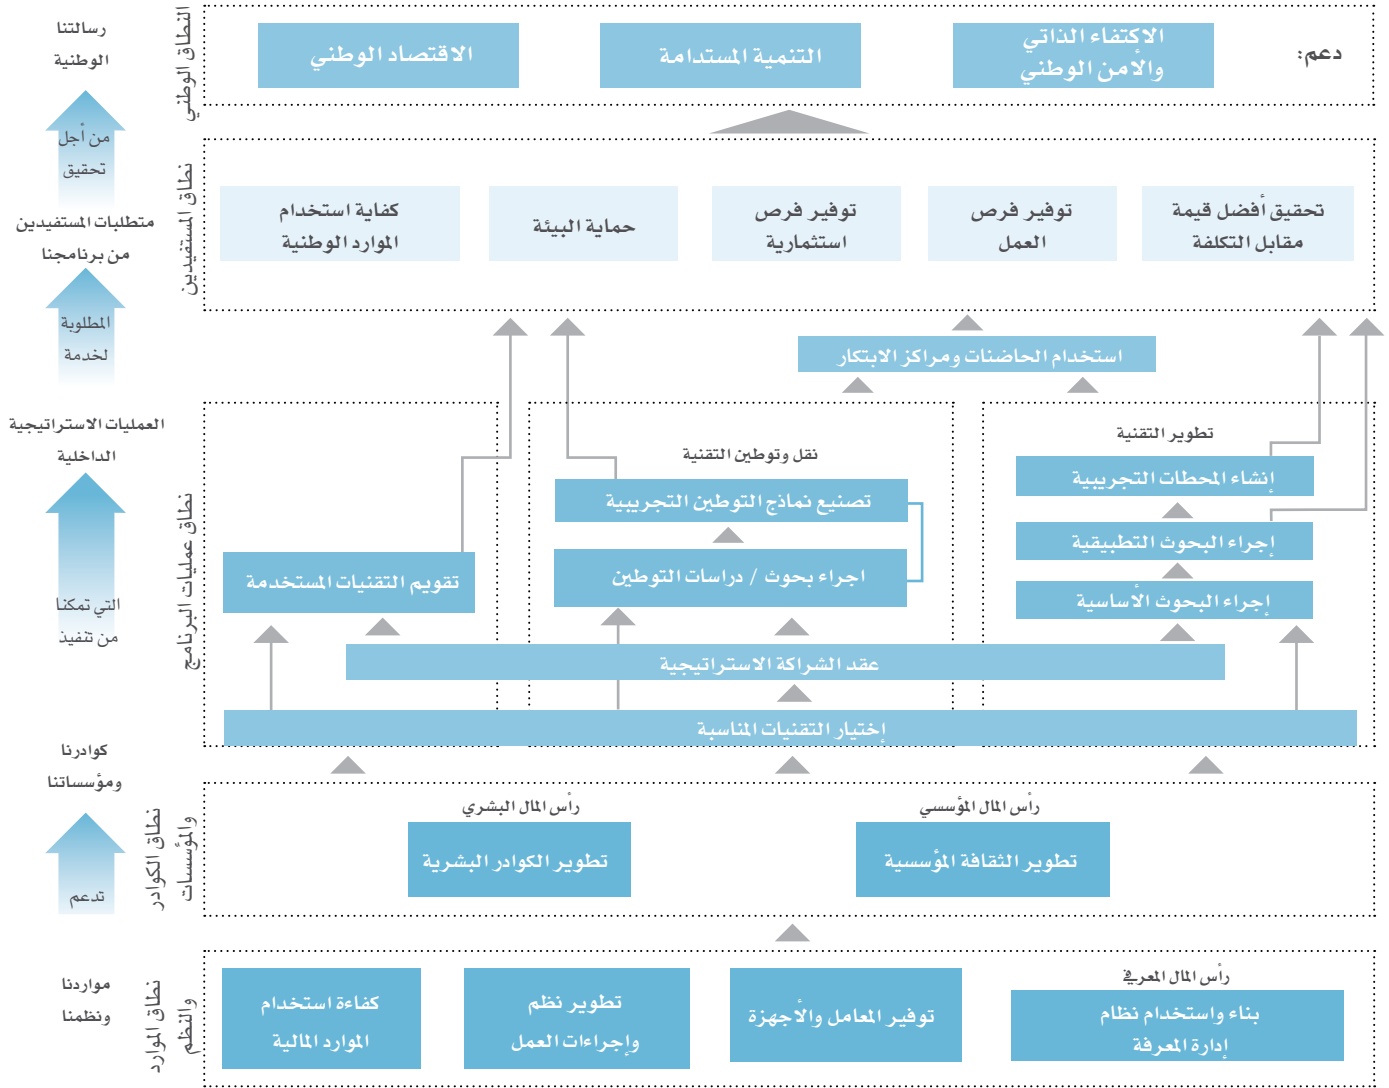 رسالتنا
الوطنية
النطاق الوطني
دعم:
الاكتفاء الذاتي
والأمن الوطني
التنمية المستدامة
الاقتصاد الوطني
من أجل
تحقيق
متطلبات المستفيدين
من برنامجنا
نطاق المستفيدين
تحقيق أفضل قيمة
مقابل التكلفة
توفير فرص
العمل
توفير فرص
استثمارية
حماية البيئة
كفاية استخدام
الموارد الوطنية
المطلوبة
لخدمة
استخدام الحاضنات ومراكز الابتكار
العمليات الاستراتيجية
الداخلية
نطاق عمليات البرنامج
تطوير التقنية
إنشاء المحطات التجريبية
إجراء البحوث التطبيقية
إجراء البحوث الأساسية
نقل وتوطين التقنية
تصنيع نماذج التوطين التجريبية
اجراء بحوث / دراسات التوطين
تقويم التقنيات المستخدمة
التي تمكنا
من تنفيذ
عقد الشراكة الاستراتيجية
إختيار التقنيات المناسبة
كوادرنا
ومؤسساتنا
نطاق الكوادر
والمؤسسات
رأس المال المؤسسي
تطوير الثقافة المؤسسية
رأس المال البشري
تطوير الكوادر البشرية
تدعم
مواردنا
ونظمنا
نطاق الموارد
والنظم
رأس المال المعرفي
بناء واستخدام نظام
إدارة المعرفة
توفير المعامل والأجهزة
تطوير نظم
وإجراءات العمل
كفاءة استخدام
الموارد المالية